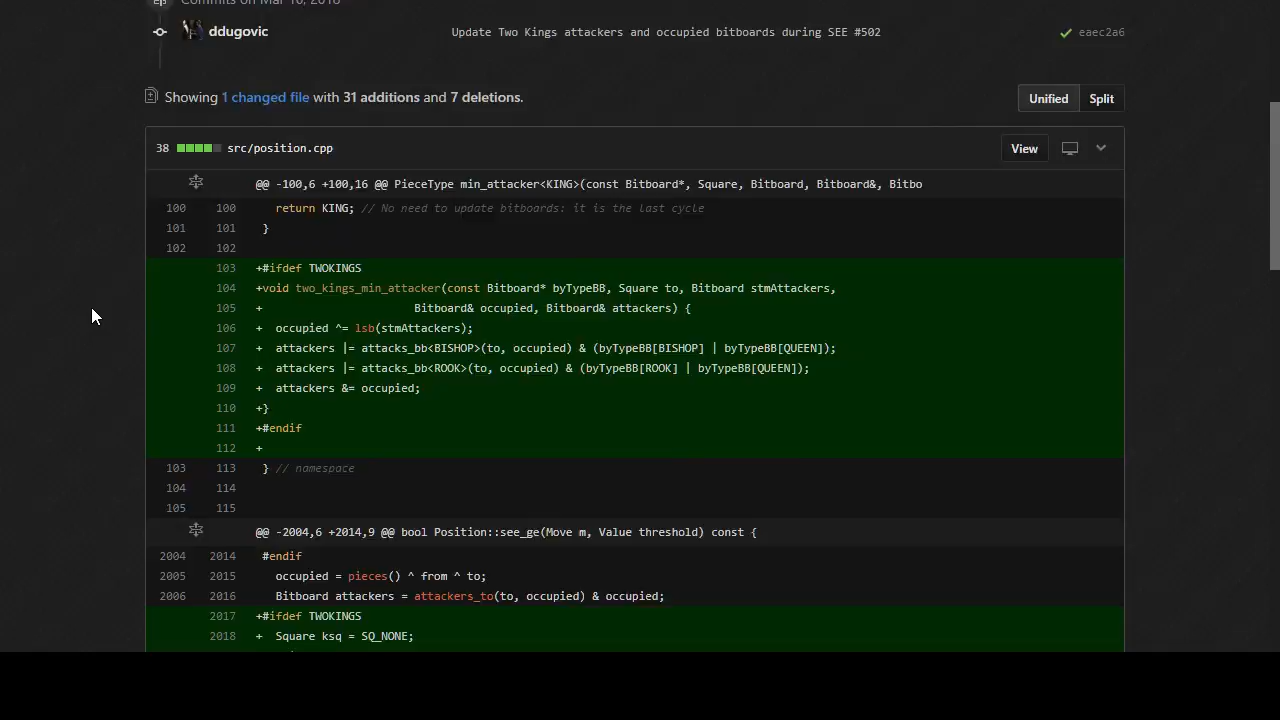 Commits on Mar 10, 2018
ddugovic Update Two Kings attackers and occupied bitboards during SEE #502 eaec2a6
Showing 1 changed file with 31 additions and 7 deletions. Unified Split
38 src/position.cpp View
@@ -100,6 +100,16 @@ PieceType min_attacker<KING>(const Bitboard*, Square, Bitboard, Bitboard&, Bitbo
100 100 return KING; // No need to update bitboards: it is the last cycle
101 101 }
102 102
103 +#ifdef TWOKINGS
104 +void two_kings_min_attacker(const Bitboard* byTypeBB, Square to, Bitboard stmAttackers,
105 + Bitboard& occupied, Bitboard& attackers) {
106 + occupied ^= lsb(stmAttackers);
107 + attackers |= attacks_bb<BISHOP>(to, occupied) & (byTypeBB[BISHOP] | byTypeBB[QUEEN]);
108 + attackers |= attacks_bb<ROOK>(to, occupied) & (byTypeBB[ROOK] | byTypeBB[QUEEN]);
109 + attackers &= occupied;
110 +}
111 +#endif
112 +
103 113 } // namespace
104 114
105 115
@@ -2004,6 +2014,9 @@ bool Position::see_ge(Move m, Value threshold) const {
2004 2014 #endif
2005 2015 occupied = pieces() ^ from ^ to;
2006 2016 Bitboard attackers = attackers_to(to, occupied) & occupied;
2017 +#ifdef TWOKINGS
2018 + Square ksq = SQ_NONE;